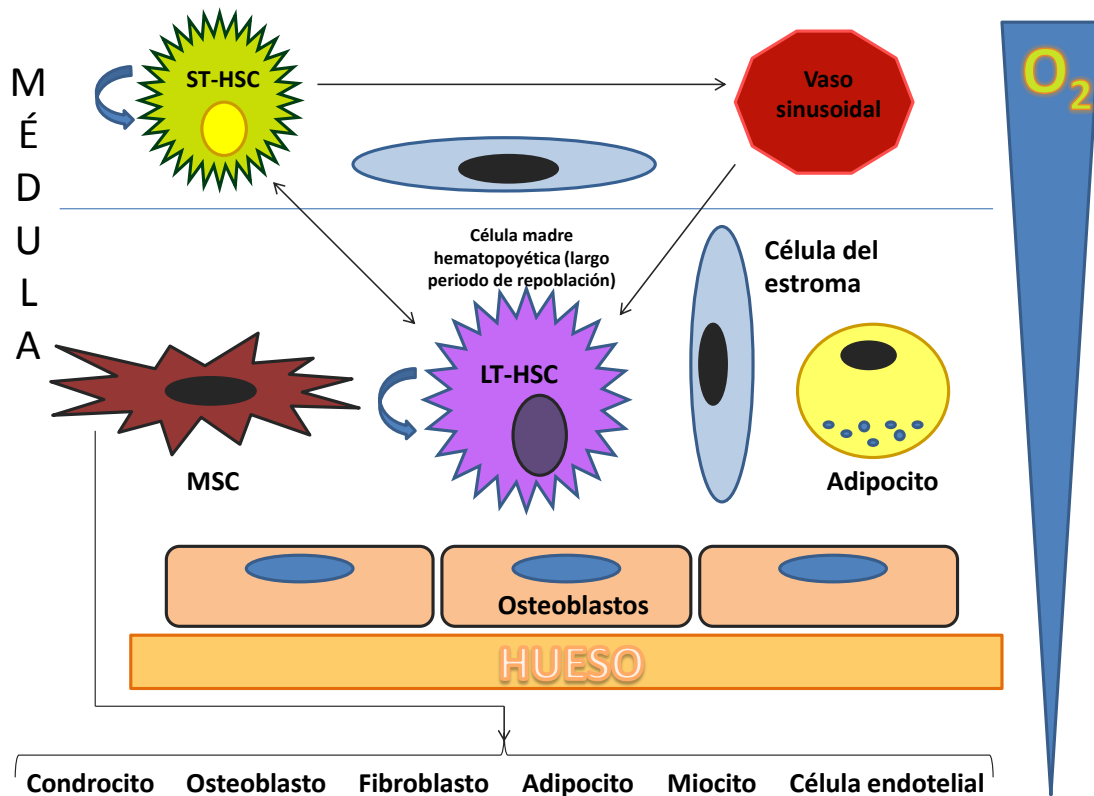 MÉDULA
ST-HSC
Vaso
sinusoidal
O2
Célula madre
hematopoyética (largo
periodo de repoblación)
Célula del
estroma
LT-HSC
MSC
Adipocito
Osteoblastos
HUESO
Condrocito Osteoblasto Fibroblasto Adipocito Miocito Célula endotelial